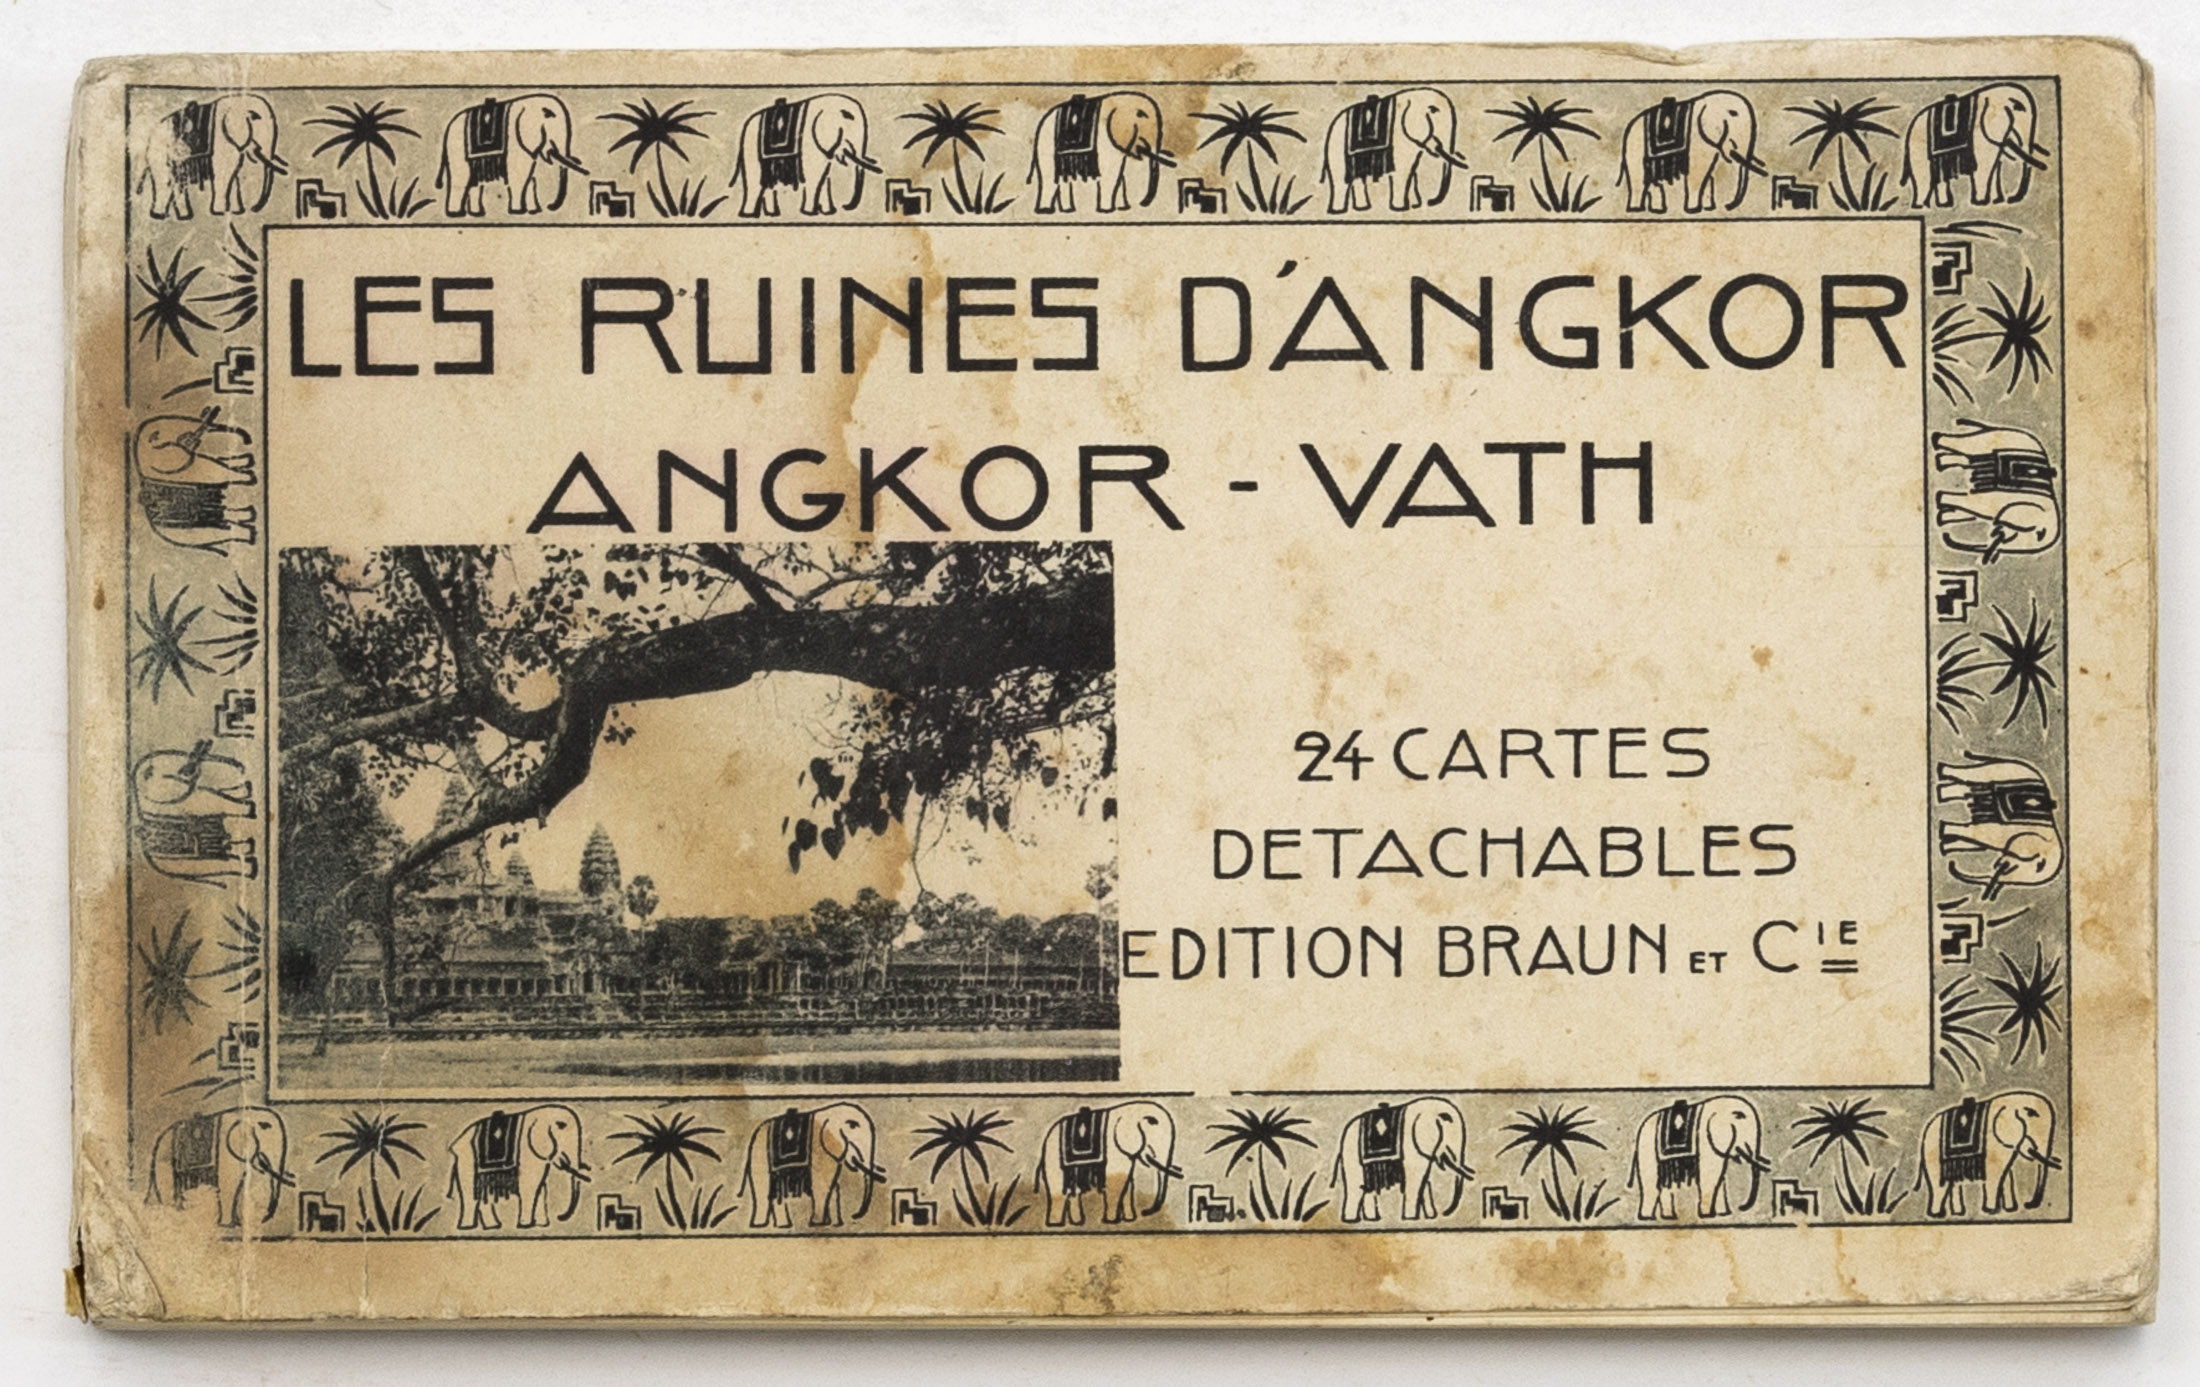 LES RUINES D'ANGKOR
ANGKOR - VATH
24 CARTES
DETACHABLES
EDITION BRAUN ET CIE